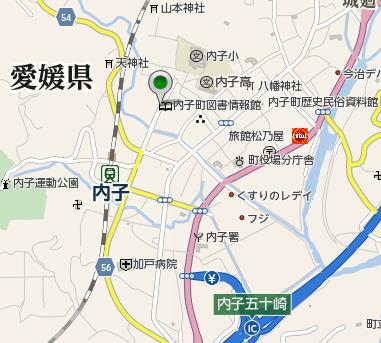 54
山本神社
城廻
内子小
天神社
愛媛県
内子高
八幡神社
今治デパ
内子町図書情報館
内子町歴史民俗資料館
旅館松乃屋
町役場分庁舎
内子運動公園
内子
くすりのレデイ
フジ
内子署
56
加戸病院
¥
内子五十崎
IC
町立